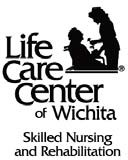 Life
Care
Center®
of Wichita
Skilled Nursing
and Rehabilitation